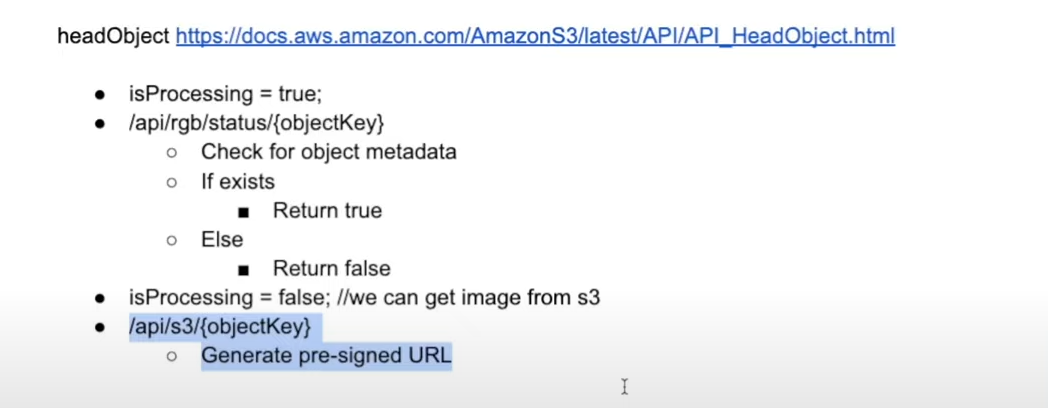 headObject https://docs.aws.amazon.com/AmazonS3/latest/API/API_HeadObject.html
● isProcessing = true;
● /api/rgb/status/{objectKey}
○ Check for object metadata
○ If exists
■ Return true
○ Else
■ Return false
● isProcessing = false; //we can get image from s3
● /api/s3/{objectKey}
○ Generate pre-signed URL